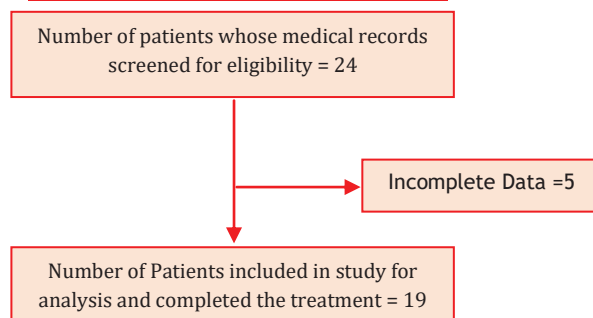 Number of patients whose medical records
screened for eligibility = 24
Incomplete Data =5
Number of Patients included in study for
analysis and completed the treatment = 19